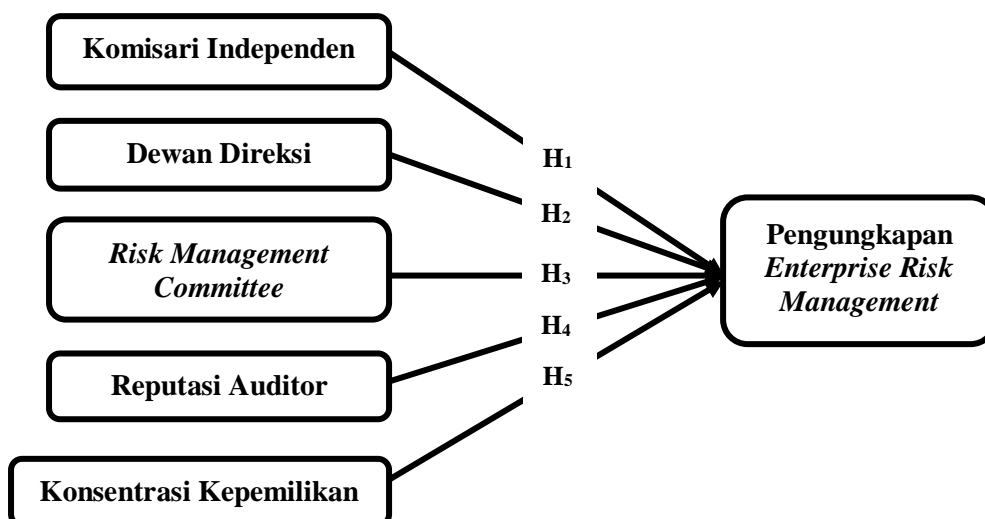 Komisari Independen
Dewan Direksi
Risk Management
Committee
Reputasi Auditor
Konsentrasi Kepemilikan
H1
H2
H3
H4
H5
Pengungkapan
Enterprise Risk
Management